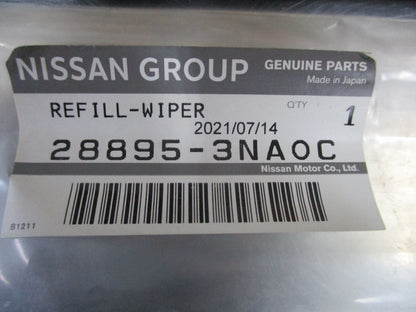 NISSAN GROUP
GENUINE PARTS
Made in Japan
REFILL-WIPER
Q'TY 1
2021/07/14
28895-3NA0C
Nissan Motor Co., Ltd.
B1211